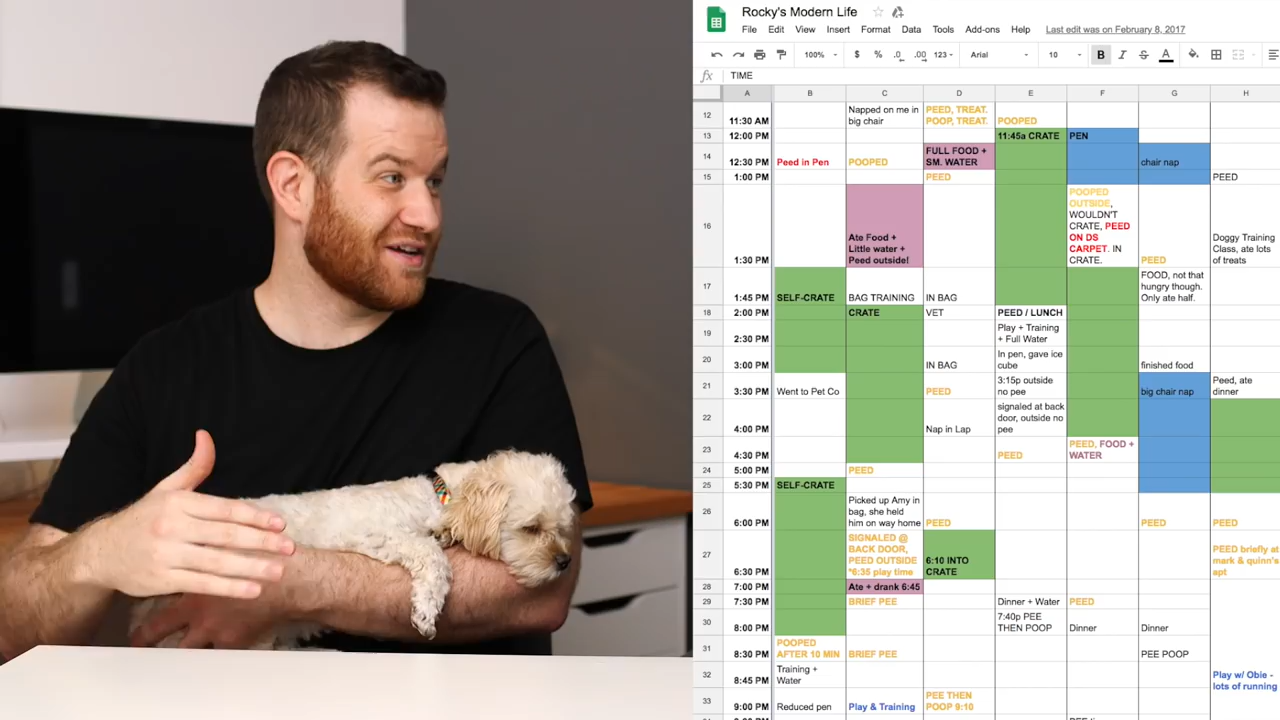 Rocky's Modern Life
File Edit View Insert Format Data Tools Add-ons Help Last edit was on February 8, 2017
100% $ % .0 .00 123 Arial 10 B I S A
fx TIME
A B C D E F G H
12 11:30 AM
Napped on me in
big chair
PEED, TREAT.
POOP, TREAT.
POOPED
13 12:00 PM
11:45a CRATE
PEN
14 12:30 PM
Peed in Pen
POOPED
FULL FOOD +
SM. WATER
chair nap
15 1:00 PM
PEED
PEED
16 1:30 PM
Ate Food +
Little water +
Peed outside!
POOPED
OUTSIDE,
WOULDN'T
CRATE, PEED
ON DS
CARPET. IN
CRATE.
PEED
Doggy Training
Class, ate lots
of treats
17 1:45 PM
SELF-CRATE
BAG TRAINING
IN BAG
FOOD, not that
hungry though.
Only ate half.
18 2:00 PM
CRATE
VET
PEED / LUNCH
19 2:30 PM
Play + Training
+ Full Water
20 3:00 PM
IN BAG
In pen, gave ice
cube
finished food
21 3:30 PM
Went to Pet Co
PEED
3:15p outside
no pee
big chair nap
Peed, ate
dinner
22 4:00 PM
Nap in Lap
signaled at back
door, outside no
pee
23 4:30 PM
PEED
PEED, FOOD +
WATER
24 5:00 PM
PEED
25 5:30 PM
SELF-CRATE
26 6:00 PM
Picked up Amy in
bag, she held
him on way home
PEED
PEED
PEED
27 6:30 PM
SIGNALED @
BACK DOOR,
PEED OUTSIDE
*6:35 play time
6:10 INTO
CRATE
PEED briefly at
mark & quinn's
apt
28 7:00 PM
Ate + drank 6:45
29 7:30 PM
BRIEF PEE
Dinner + Water
PEED
30 8:00 PM
7:40p PEE
THEN POOP
Dinner
Dinner
31 8:30 PM
POOPED
AFTER 10 MIN
BRIEF PEE
PEE POOP
32 8:45 PM
Training +
Water
Play w/ Obie -
lots of running
33 9:00 PM
Reduced pen
Play & Training
PEE THEN
POOP 9:10